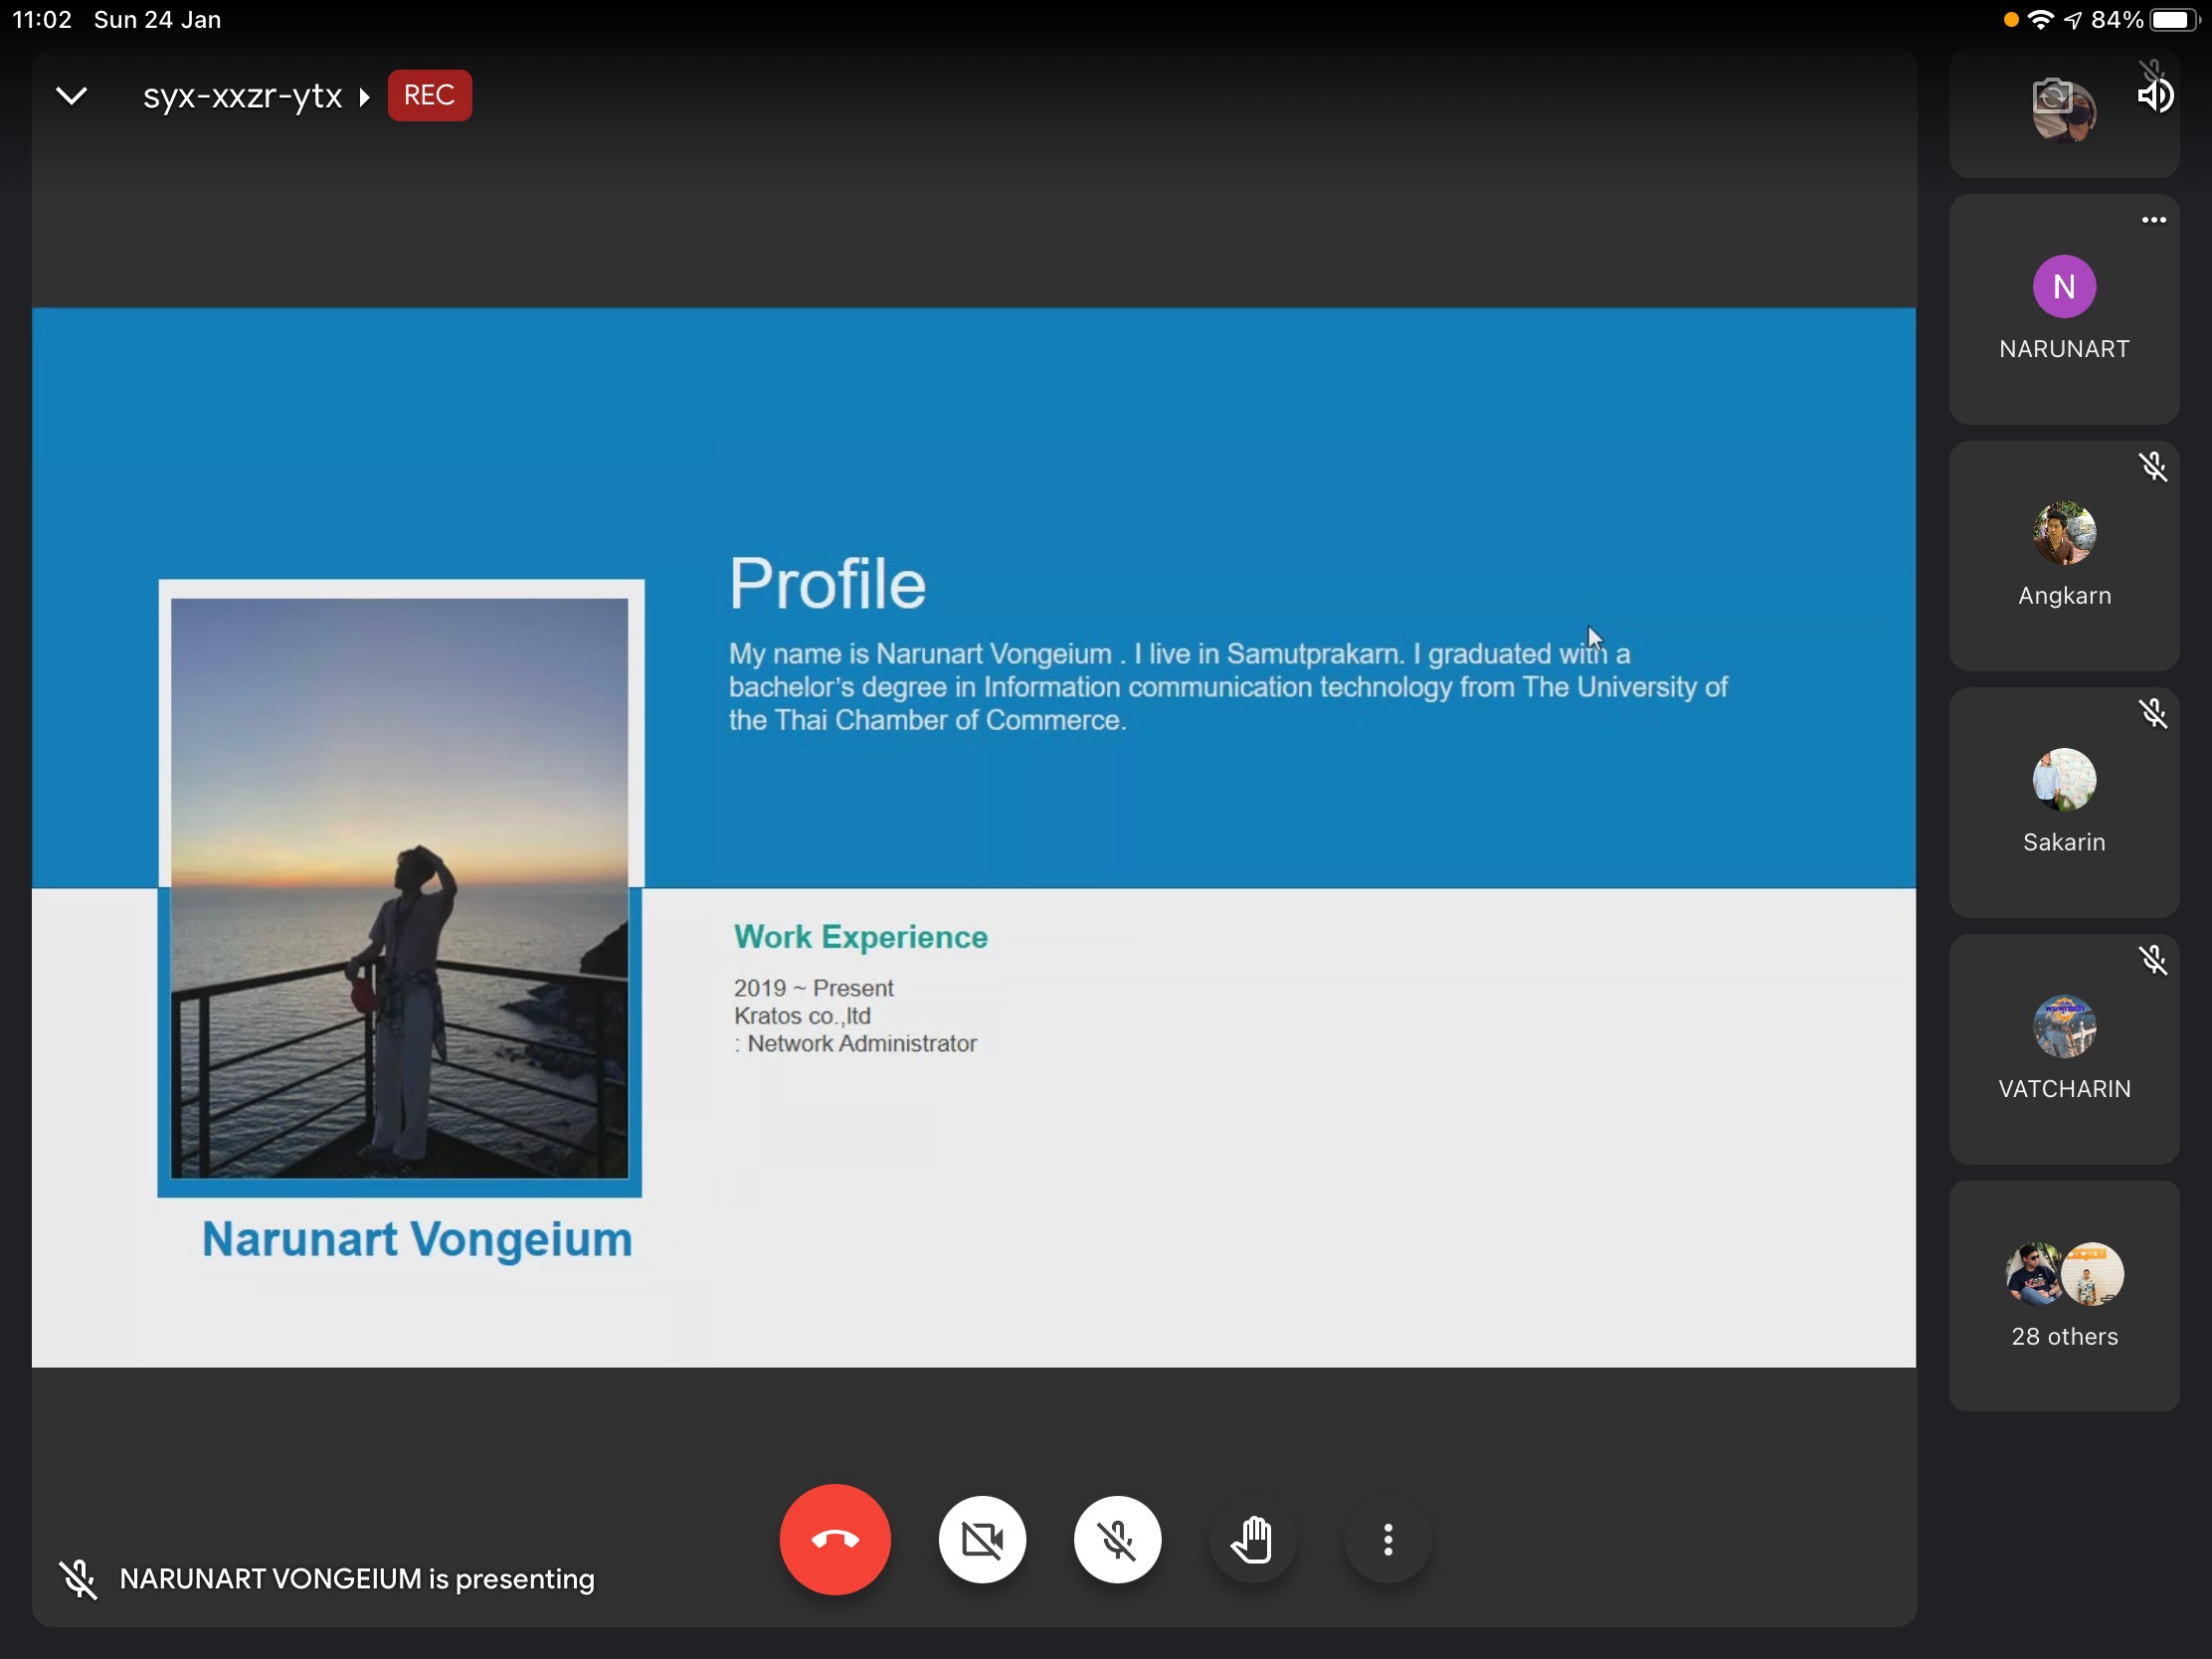 11:02 Sun 24 Jan
84%
syx-xxzr-ytx
REC
Profile
My name is Narunart Vongeium . I live in Samutprakarn. I graduated with a
bachelor’s degree in Information communication technology from The University of
the Thai Chamber of Commerce.
Work Experience
2019 ~ Present
Kratos co.,ltd
: Network Administrator
Narunart Vongeium
NARUNART VONGEIUM is presenting
N
NARUNART
Angkarn
Sakarin
VATCHARIN
28 others